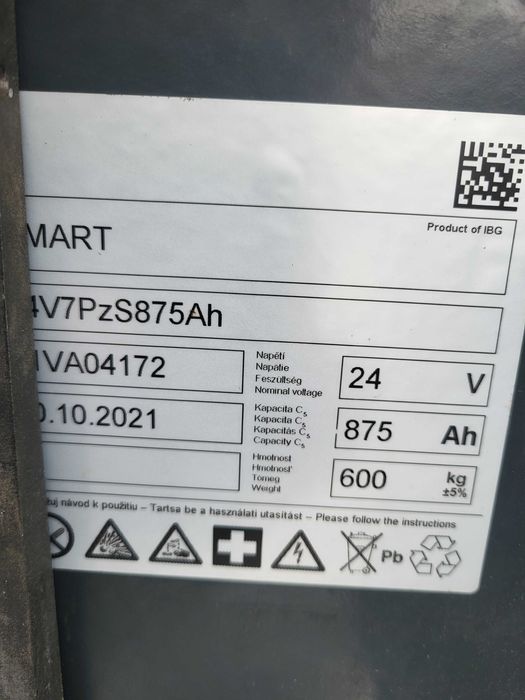 MART
Product of IBG
4V7PzS875Ah
1VA04172
Napětí
Napätie
Feszültség
Nominal voltage
24 V
0.10.2021
Kapacita C5
Kapacita C5
Kapacitás C5
Capacity C5
875 Ah
Hmotnost
Hmotnosť
Tömeg
Weight
600 kg
±5%
návod k použitiu – Tartsa be a használati utasítást – Please follow the instructions
Pb